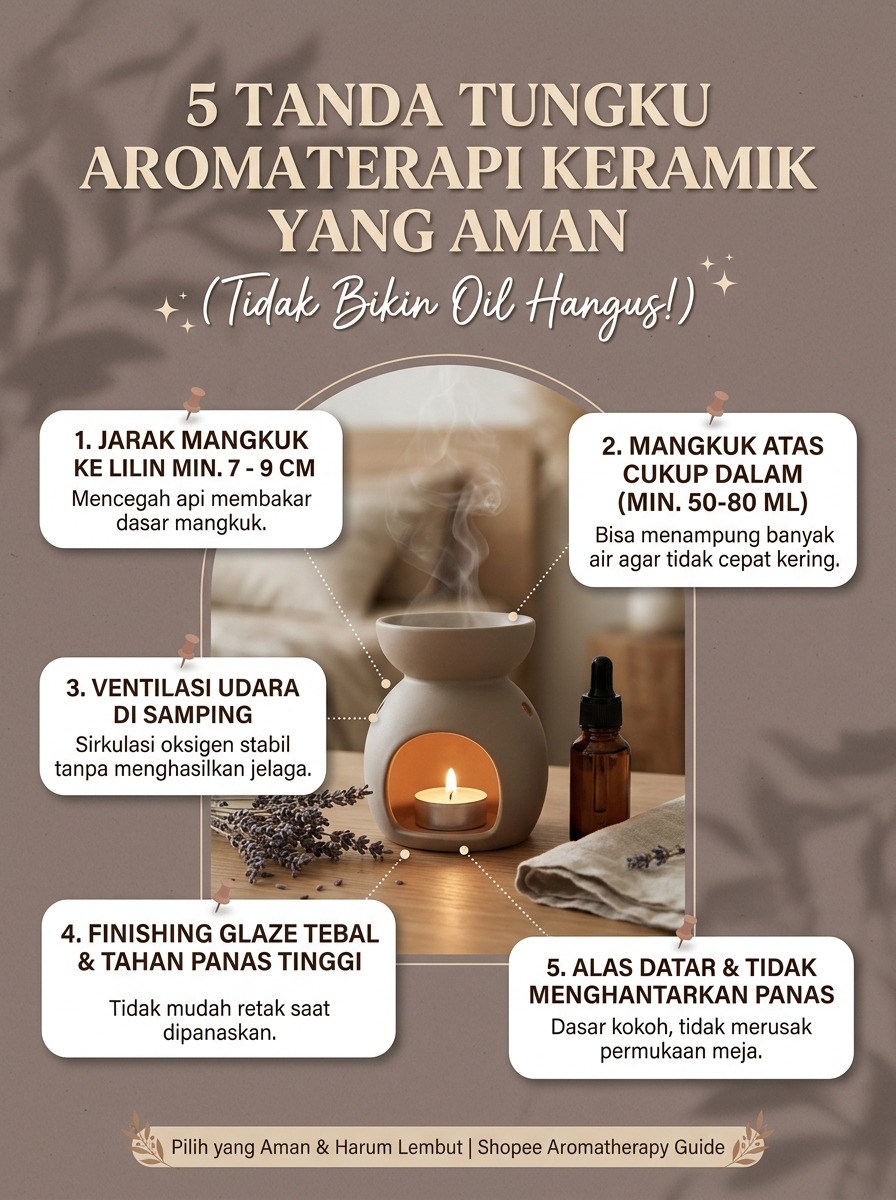 5 TANDA TUNGKU
AROMATERAPI KERAMIK
YANG AMAN
(Tidak Bikin Oil Hangus!)
1. JARAK MANGKUK
KE LILIN MIN. 7 - 9 CM
Mencegah api membakar
dasar mangkuk.
2. MANGKUK ATAS
CUKUP DALAM
(MIN. 50-80 ML)
Bisa menampung banyak
air agar tidak cepat kering.
3. VENTILASI UDARA
DI SAMPING
Sirkulasi oksigen stabil
tanpa menghasilkan jelaga.
4. FINISHING GLAZE TEBAL
& TAHAN PANAS TINGGI
Tidak mudah retak saat
dipanaskan.
5. ALAS DATAR & TIDAK
MENGHANTARKAN PANAS
Dasar kokoh, tidak merusak
permukaan meja.
Pilih yang Aman & Harum Lembut | Shopee Aromatherapy Guide